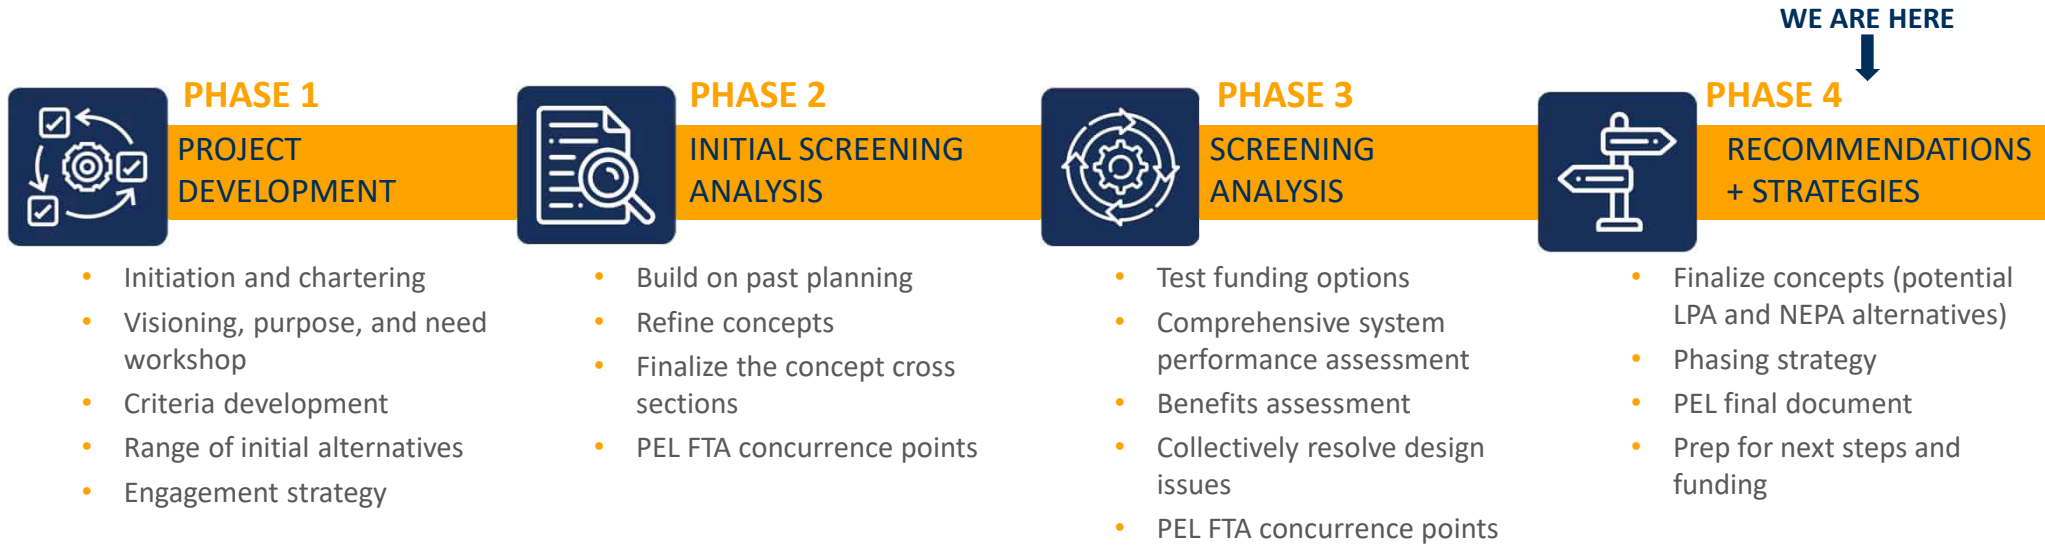 WE ARE HERE
PHASE 1
PROJECT
DEVELOPMENT
• Initiation and chartering
• Visioning, purpose, and need
workshop
• Criteria development
• Range of initial alternatives
• Engagement strategy
PHASE 2
INITIAL SCREENING
ANALYSIS
• Build on past planning
• Refine concepts
• Finalize the concept cross
sections
• PEL FTA concurrence points
PHASE 3
SCREENING
ANALYSIS
• Test funding options
• Comprehensive system
performance assessment
• Benefits assessment
• Collectively resolve design
issues
• PEL FTA concurrence points
PHASE 4
RECOMMENDATIONS
+ STRATEGIES
• Finalize concepts (potential
LPA and NEPA alternatives)
• Phasing strategy
• PEL final document
• Prep for next steps and
funding